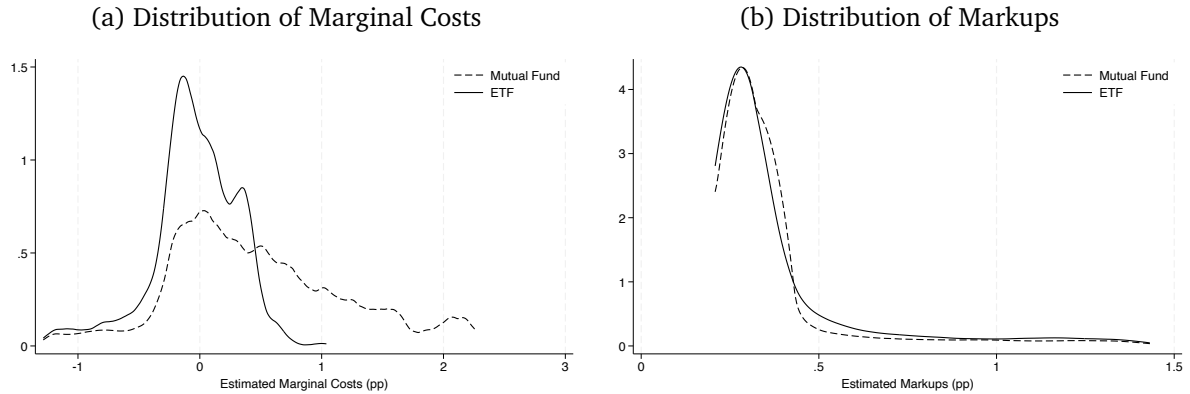 (a) Distribution of Marginal Costs
1.5
1
.5
0
-1
0
1
2
3
Estimated Marginal Costs (pp)
Mutual Fund
ETF
(b) Distribution of Markups
4
3
2
1
0
0
.5
1
1.5
Estimated Markups (pp)
Mutual Fund
ETF